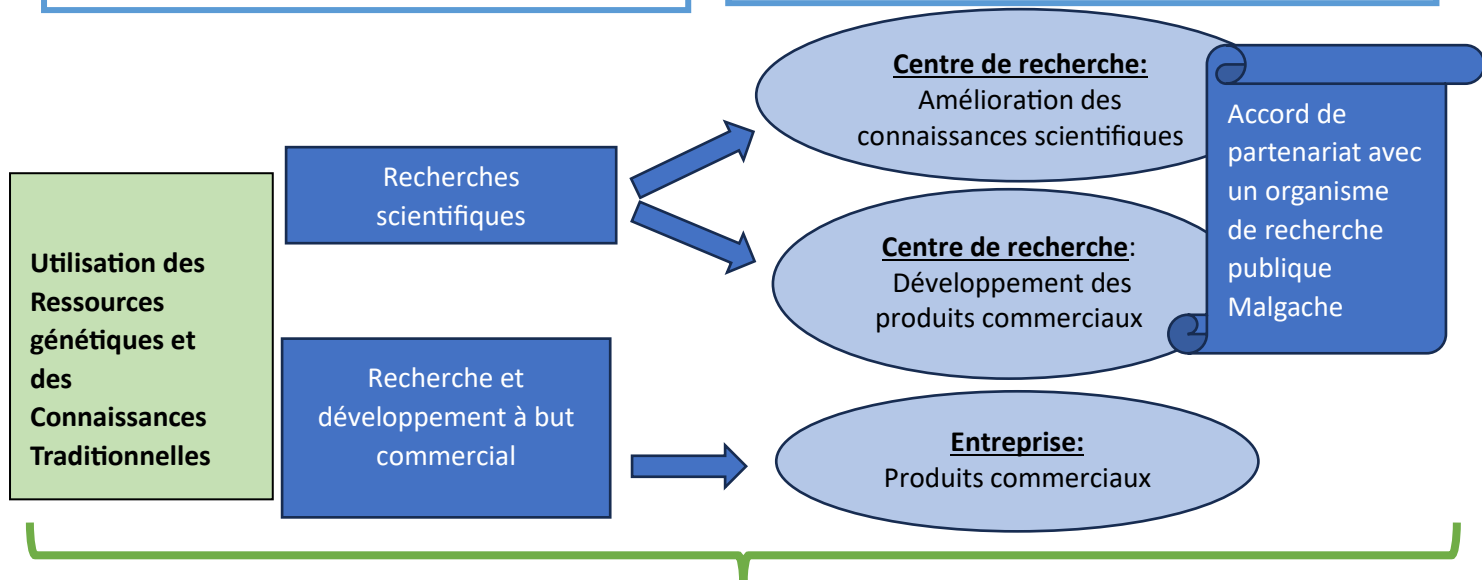 Utilisation des
Ressources
génétiques et
des
Connaissances
Traditionnelles
Recherches
scientifiques
Recherche et
développement à but
commercial
Centre de recherche:
Amélioration des
connaissances scientifiques
Centre de recherche:
Développement des
produits commerciaux
Entreprise:
Produits commerciaux
Accord de
partenariat avec
un organisme
de recherche
publique
Malgache